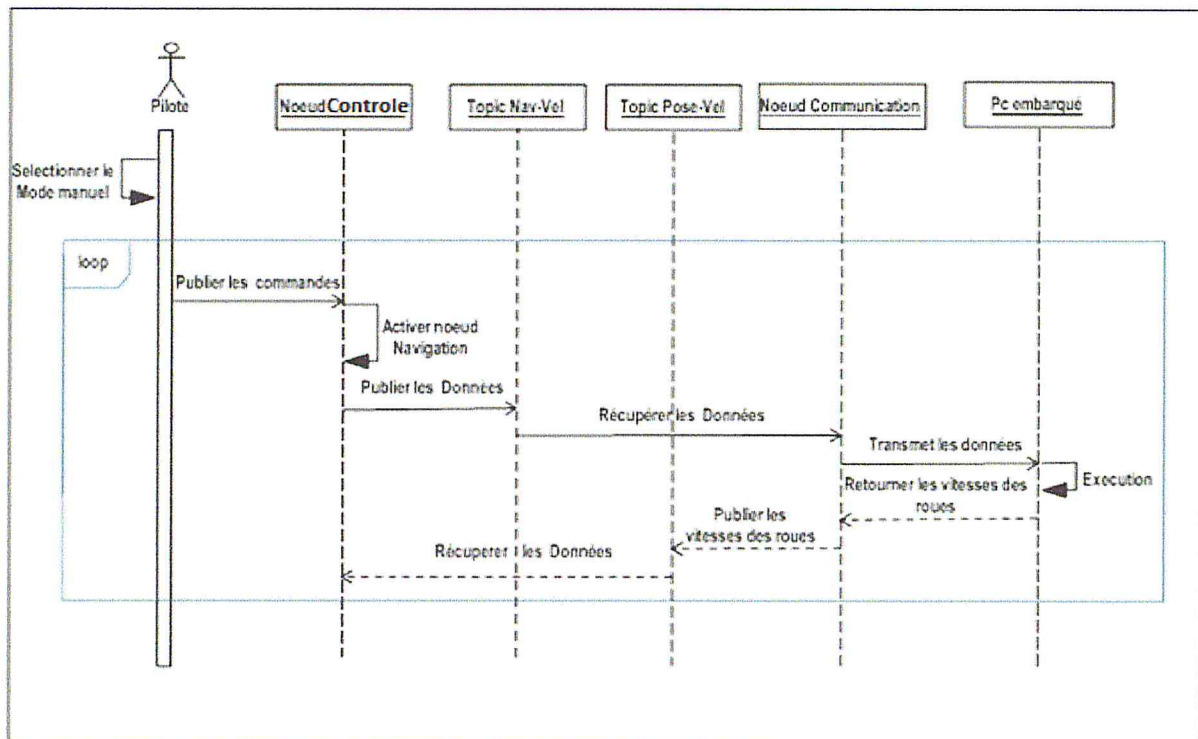 Pilote
Noeud Controle
Topic Nav-Vel
Topic Pose-Vel
Noeud Communication
Pc embarqué
Selectionner le
Mode manuel
loop
Publier les commandes
Activer noeud
Navigation
Publier les Données
Récupérer les Données
Transmet les données
Execution
Retourner les vitesses des
roues
Publier les
vitesses des roues
Récuperer les Données